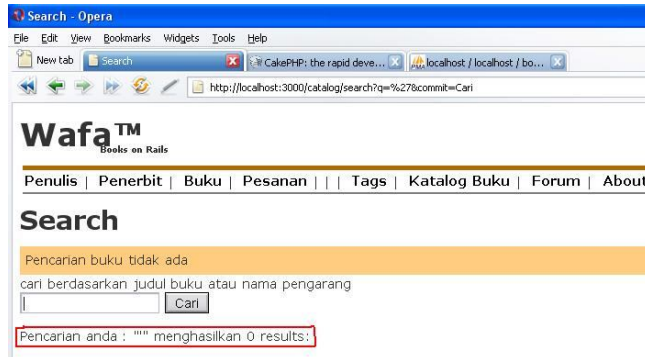 Search - Opera
File Edit View Bookmarks Widgets Tools Help
New tab Search CakePHP: the rapid deve... localhost / localhost / bo...
http://localhost:3000/catalog/search?q=%27&commit=Cari
Wafa™
Books on Rails
Penulis | Penerbit | Buku | Pesanan | | | Tags | Katalog Buku | Forum | About
Search
Pencarian buku tidak ada
cari berdasarkan judul buku atau nama pengarang
Cari
Pencarian anda : "'" menghasilkan 0 results: